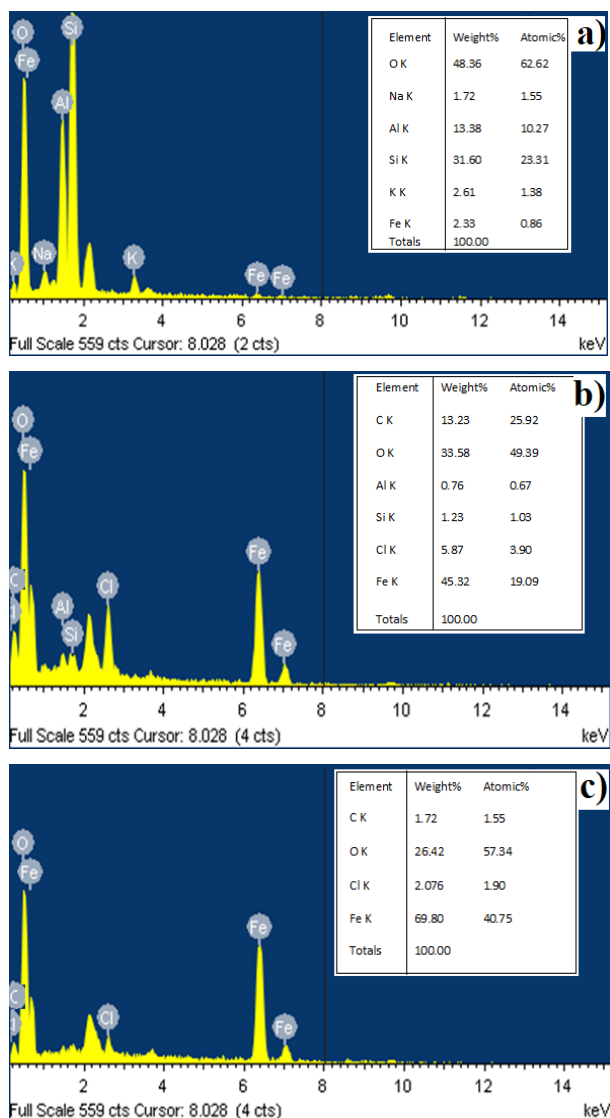 a)
Element Weight% Atomic%
O K 48.36 62.62
Na K 1.72 1.55
Al K 13.38 10.27
Si K 31.60 23.31
K K 2.61 1.38
Fe K 2.33 0.86
Totals 100.00
Si
O
Fe
Al
K
Na
K
Fe
Fe
2 4 6 8 10 12 14
Full Scale 559 cts Cursor: 8.028 (2 cts) keV
b)
Element Weight% Atomic%
C K 13.23 25.92
O K 33.58 49.39
Al K 0.76 0.67
Si K 1.23 1.03
Cl K 5.87 3.90
Fe K 45.32 19.09
Totals 100.00
O
Fe
C
Cl
Al
Si
Cl
Fe
Fe
2 4 6 8 10 12 14
Full Scale 559 cts Cursor: 8.028 (4 cts) keV
c)
Element Weight% Atomic%
C K 1.72 1.55
O K 26.42 57.34
Cl K 2.076 1.90
Fe K 69.80 40.75
Totals 100.00
O
Fe
C
Cl
Cl
Fe
Fe
2 4 6 8 10 12 14
Full Scale 559 cts Cursor: 8.028 (4 cts) keV